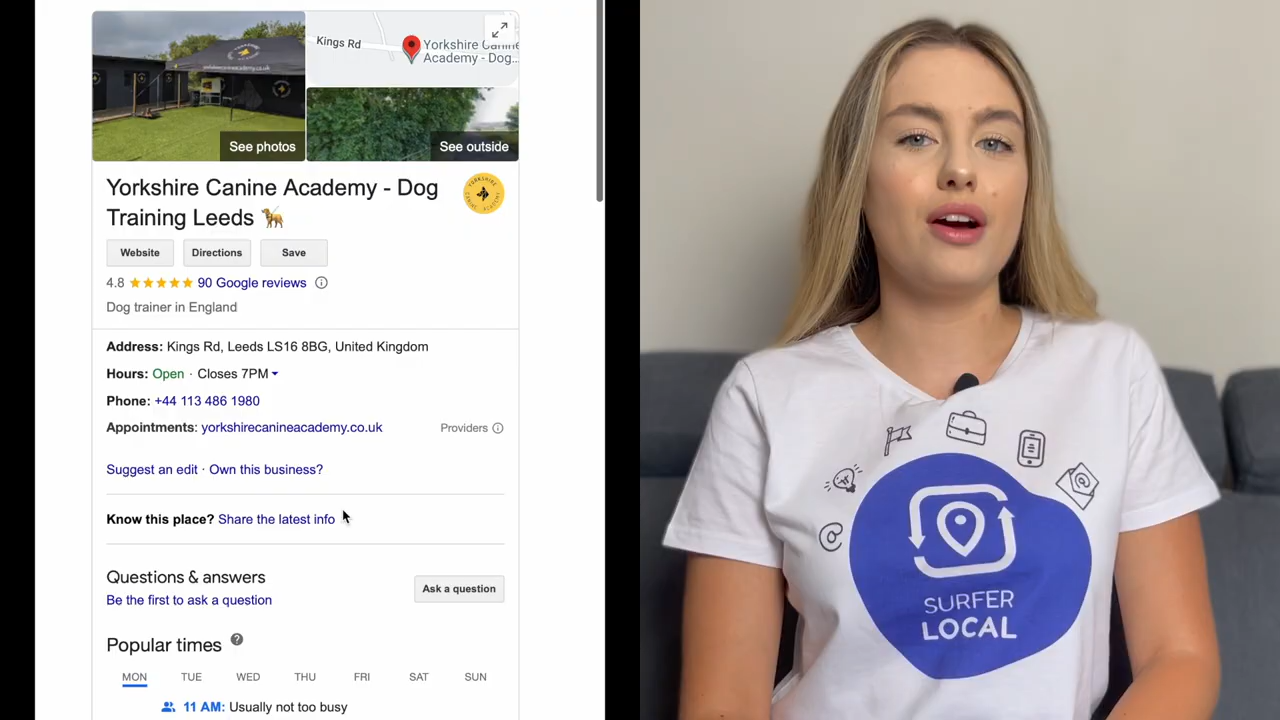 Kings Rd
Yorkshire Canine
Academy - Dog...
See photos
See outside
Yorkshire Canine Academy - Dog
Training Leeds 🦮
YORKSHIRE CANINE ACADEMY
Website
Directions
Save
4.8 ★★★★★ 90 Google reviews
Dog trainer in England
Address: Kings Rd, Leeds LS16 8BG, United Kingdom
Hours: Open · Closes 7PM
Phone: +44 113 486 1980
Appointments: yorkshirecanineacademy.co.uk
Providers
Suggest an edit · Own this business?
Know this place? Share the latest info
Questions & answers
Be the first to ask a question
Ask a question
Popular times
MON TUE WED THU FRI SAT SUN
11 AM: Usually not too busy
SURFER
LOCAL